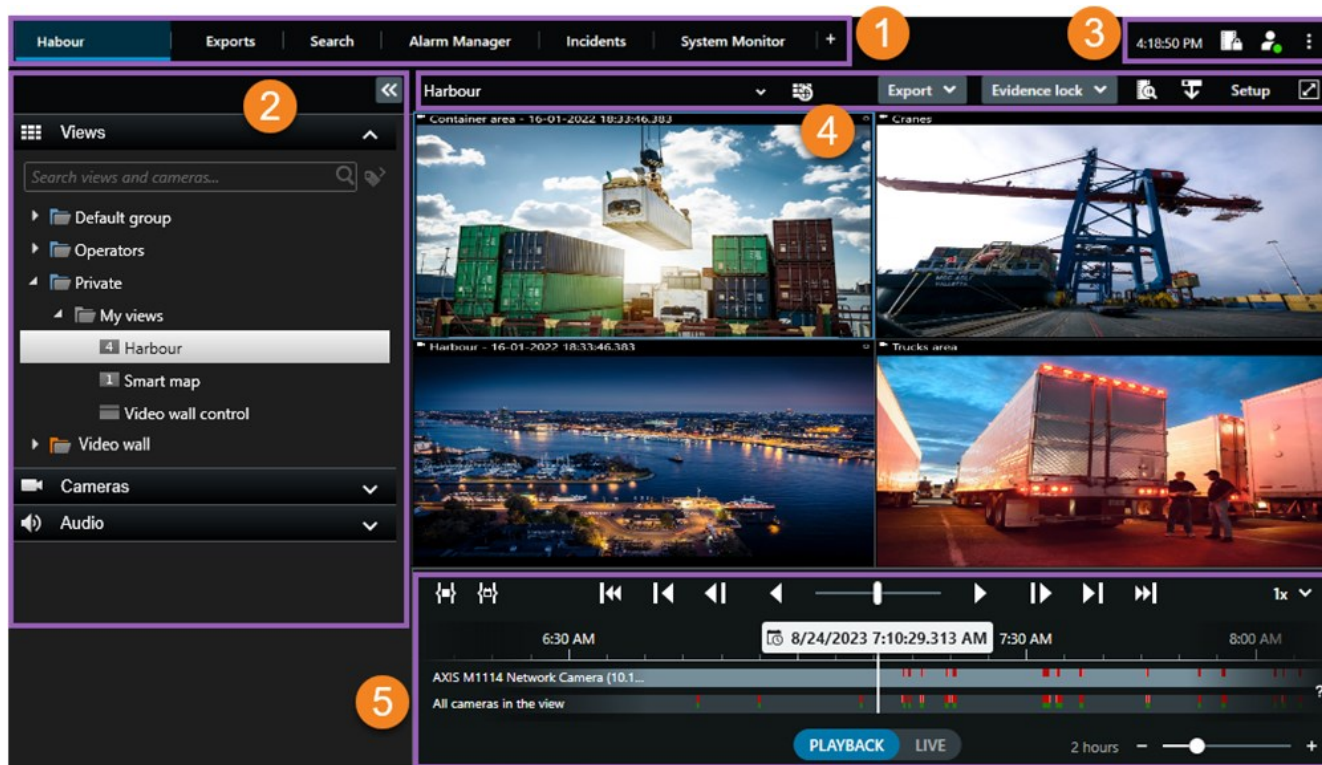 Habour Exports Search Alarm Manager Incidents System Monitor + 1 3 4:18:50 PM
2 Harbour Export Evidence lock Setup
Views
Search views and cameras...
Default group
Operators
Private
My views
4 Harbour
1 Smart map
Video wall control
Video wall
Cameras
Audio
4
Container area - 16-01-2022 18:33:46.383 Cranes
Harbour - 16-01-2022 18:33:46.383 Trucks area
1x
6:30 AM 8/24/2023 7:10:29.313 AM 7:30 AM 8:00 AM
AXIS M1114 Network Camera (10.1...
?
5 All cameras in the view
PLAYBACK LIVE 2 hours - +